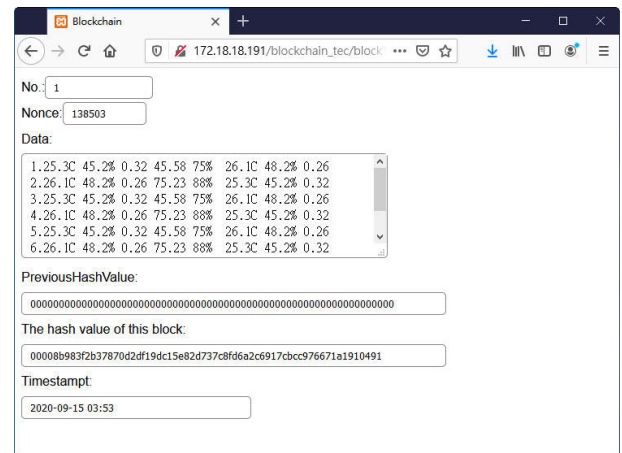 Blockchain
172.18.18.191/blockchain_tec/block
No.: 1
Nonce: 138503
Data:
1.25.3C 45.2% 0.32 45.58 75% 26.1C 48.2% 0.26
2.26.1C 48.2% 0.26 75.23 88% 25.3C 45.2% 0.32
3.25.3C 45.2% 0.32 45.58 75% 26.1C 48.2% 0.26
4.26.1C 48.2% 0.26 75.23 88% 25.3C 45.2% 0.32
5.25.3C 45.2% 0.32 45.58 75% 26.1C 48.2% 0.26
6.26.1C 48.2% 0.26 75.23 88% 25.3C 45.2% 0.32
PreviousHashValue:
0000000000000000000000000000000000000000000000000000000000000000
The hash value of this block:
00008b983f2b37870d2df19dc15e82d737c8fd6a2c6917cbcc976671a1910491
Timestampt:
2020-09-15 03:53